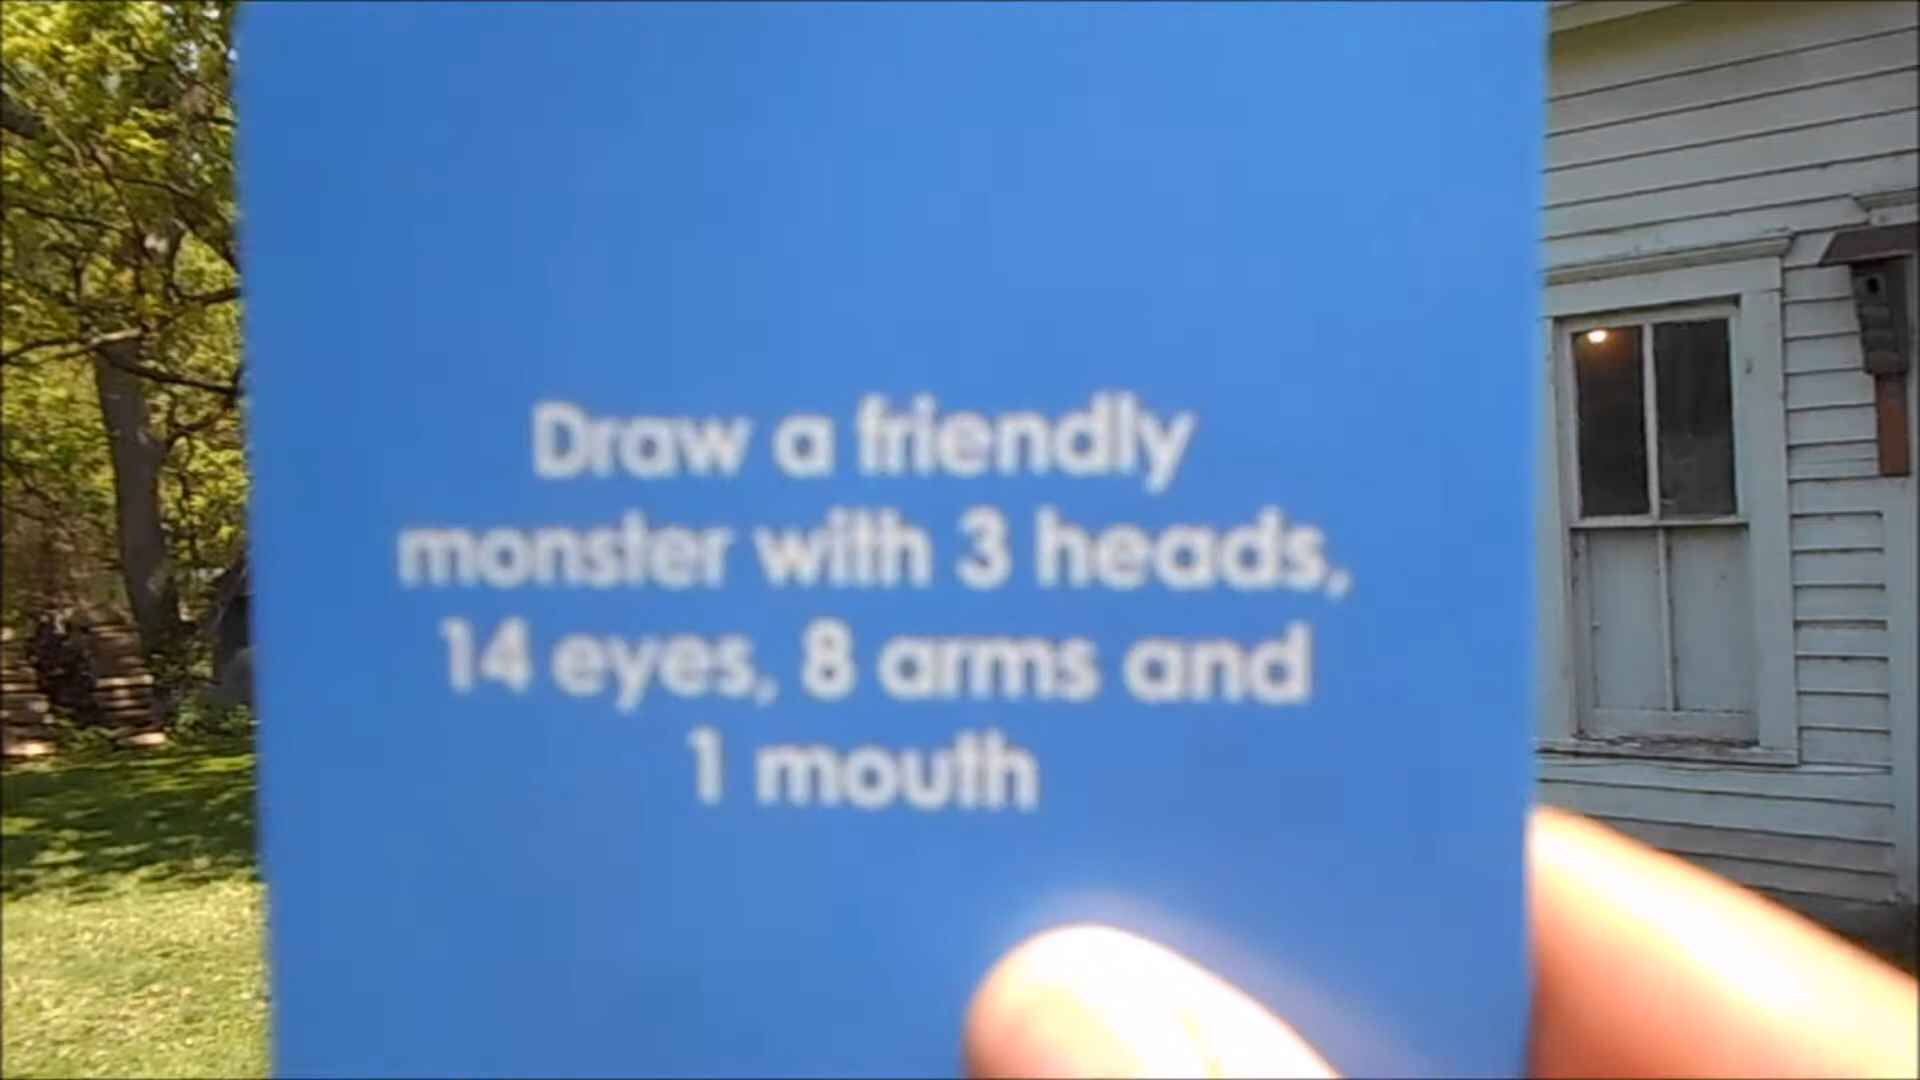 Draw a friendly
monster with 3 heads,
14 eyes, 8 arms and
1 mouth